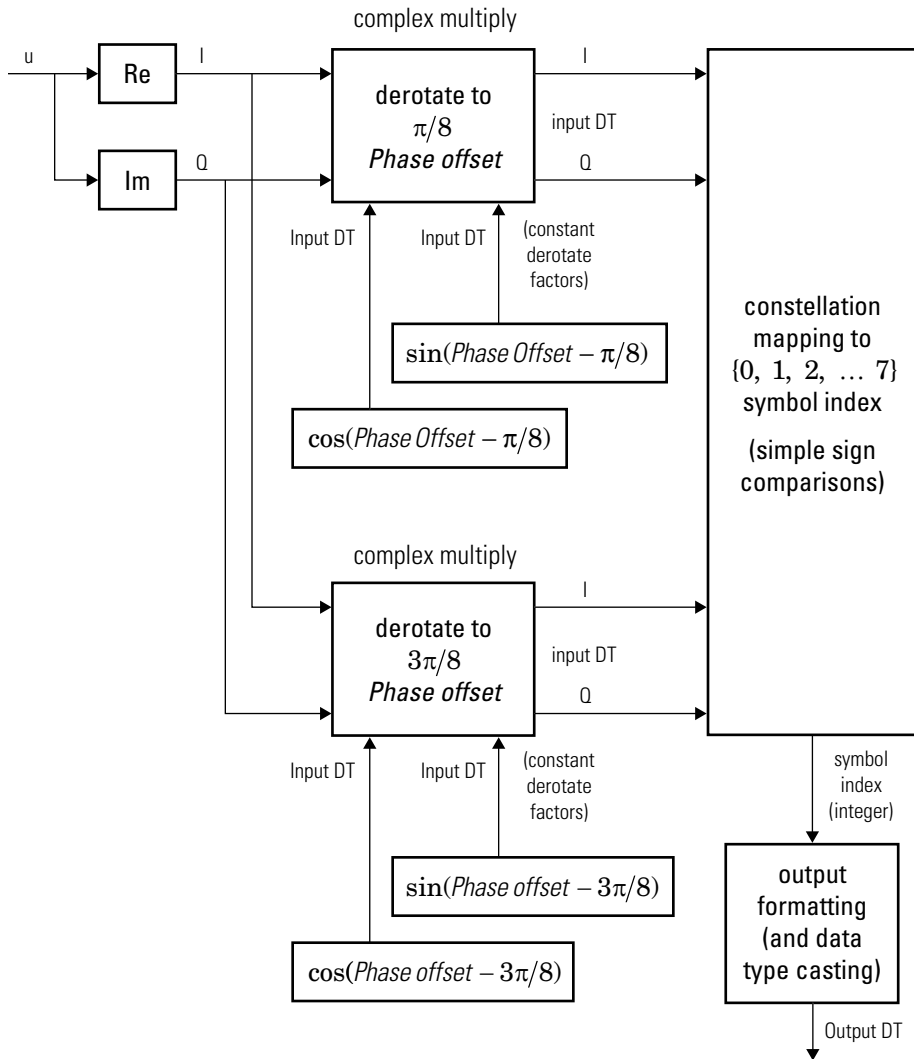 complex multiply
u
Re
I
derotate to
π/8
Phase offset
I
input DT
Q
Im
Q
Input DT
Input DT
(constant
derotate
factors)
sin(Phase Offset – π/8)
cos(Phase Offset – π/8)
constellation
mapping to
{0, 1, 2, … 7}
symbol index
(simple sign
comparisons)
complex multiply
derotate to
3π/8
Phase offset
I
input DT
Q
Input DT
Input DT
(constant
derotate
factors)
sin(Phase offset – 3π/8)
cos(Phase offset – 3π/8)
symbol
index
(integer)
output
formatting
(and data
type casting)
Output DT